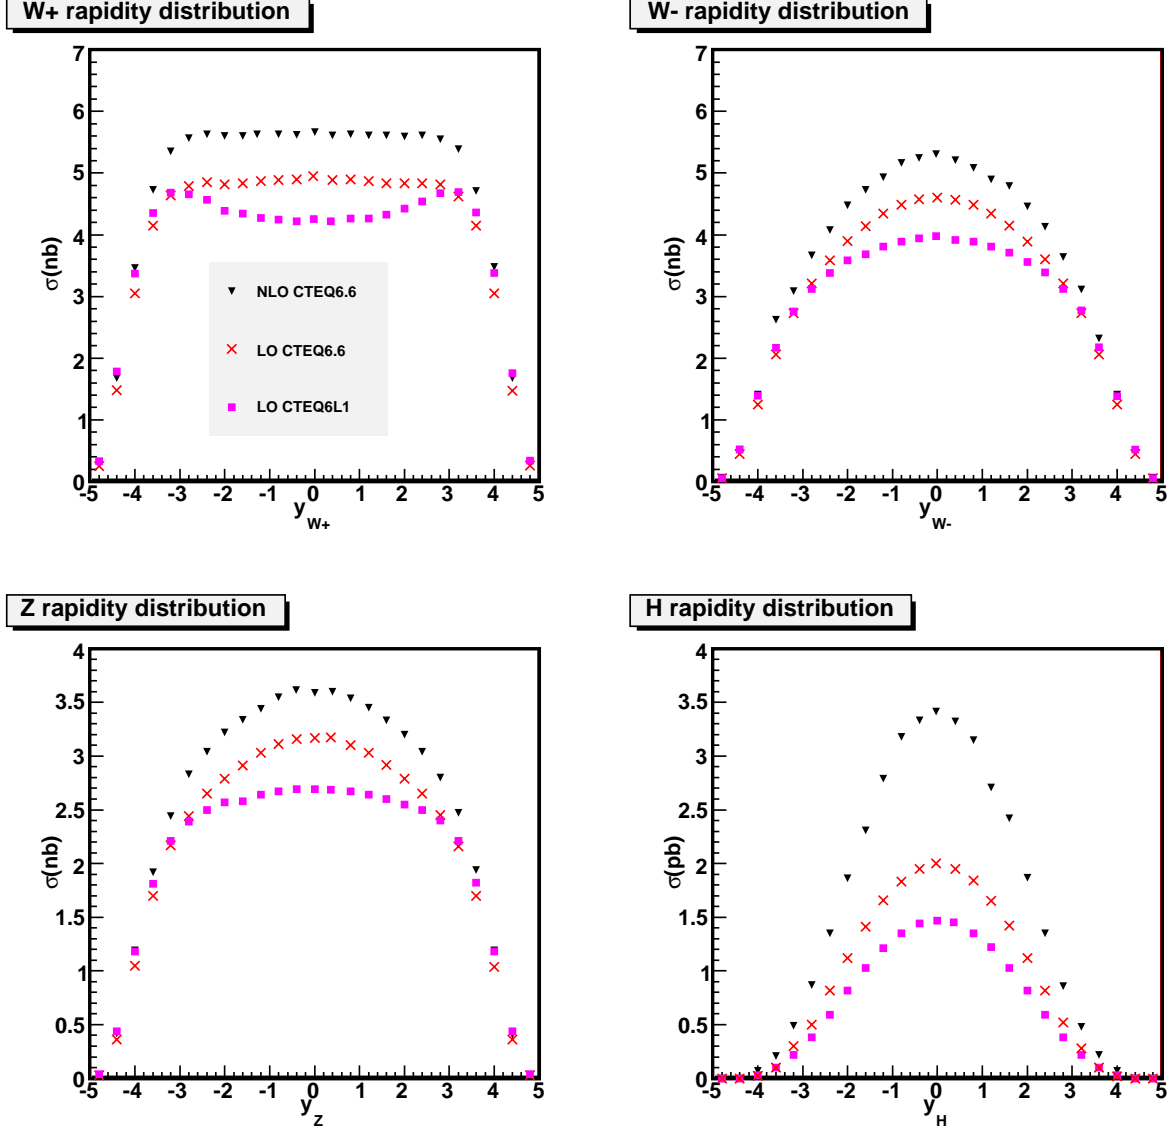 W+ rapidity distribution
7
6
5
4
3
2
1
0
σ(nb)
NLO CTEQ6.6
LO CTEQ6.6
LO CTEQ6L1
-5 -4 -3 -2 -1 0 1 2 3 4 5
y W+
W- rapidity distribution
7
6
5
4
3
2
1
0
σ(nb)
-5 -4 -3 -2 -1 0 1 2 3 4 5
y W-
Z rapidity distribution
4
3.5
3
2.5
2
1.5
1
0.5
0
σ(nb)
-5 -4 -3 -2 -1 0 1 2 3 4 5
y Z
H rapidity distribution
4
3.5
3
2.5
2
1.5
1
0.5
0
σ(pb)
-5 -4 -3 -2 -1 0 1 2 3 4 5
y H